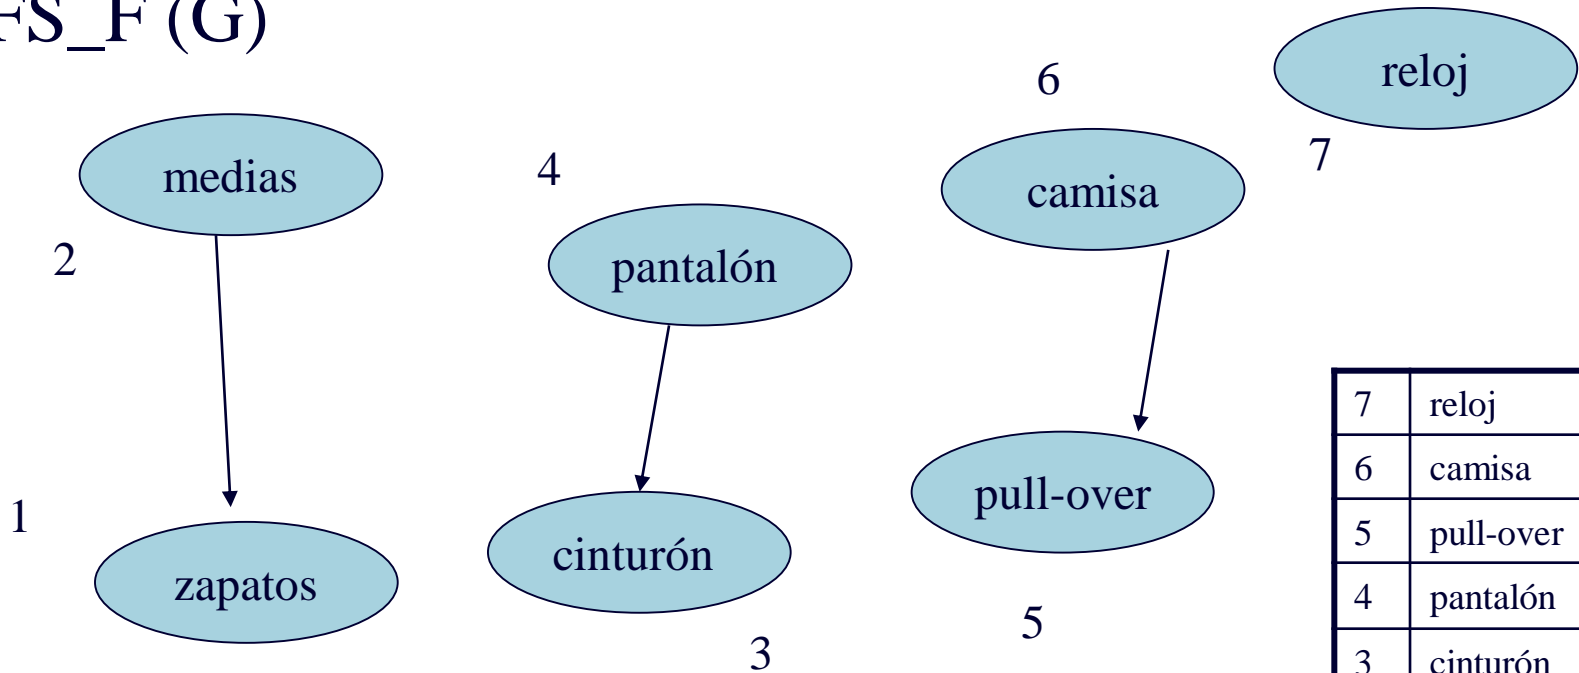 FS_F (G)
reloj
6
7
medias
4
camisa
2
pantalón
7 reloj
6 camisa
5 pull-over
4 pantalón
3 cinturón
pull-over
1
cinturón
zapatos
5
3